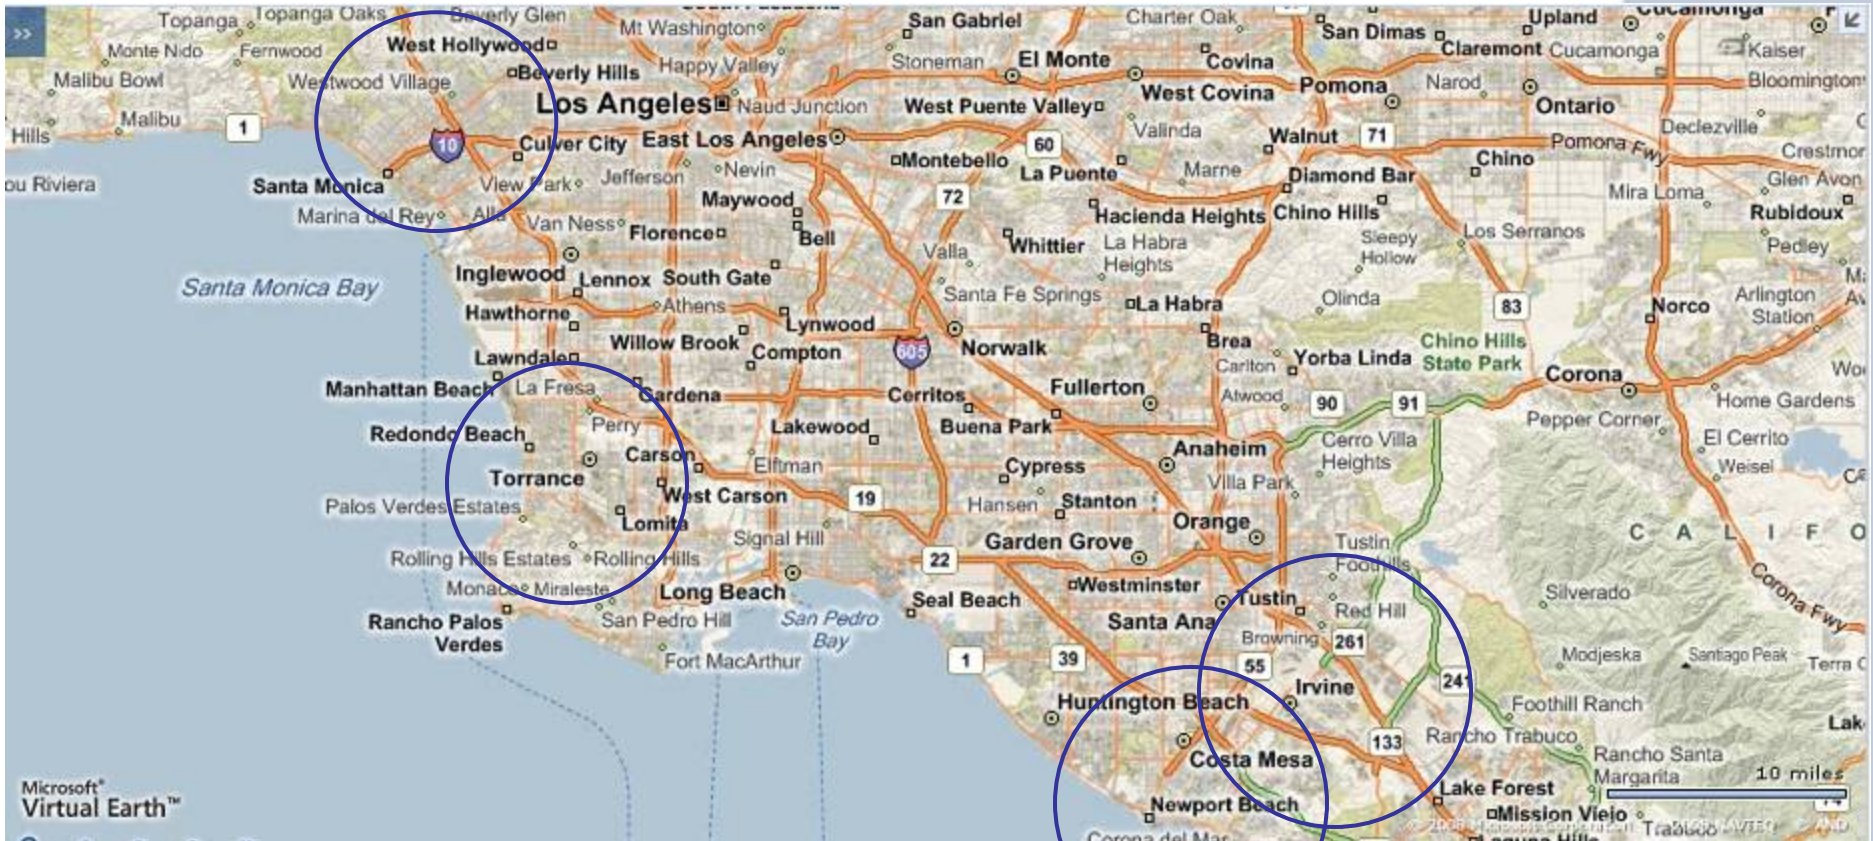 Topanga
Topanga Oaks
Beverly Glen
Mt Washington
San Gabriel
Charter Oak
San Dimas
Upland
Cucamonga
Monte Nido
Fernwood
West Hollywood
Beverly Hills
Happy Valley
Stoneman
El Monte
Covina
Claremont
Cucamonga
Kaiser
Malibu Bowl
Westwood Village
Los Angeles
Naud Junction
West Puente Valley
West Covina
Pomona
Narod
Ontario
Bloomington
Hills
Malibu
1
10
Culver City
East Los Angeles
60
Valinda
Walnut
71
Pomona Fwy
Declezville
Crestmor
ou Riviera
Santa Monica
View Park
Jefferson
Nevin
Montebello
La Puente
Marne
Diamond Bar
Chino
Mira Loma
Glen Avon
Marina del Rey
Alla
Van Ness
Maywood
72
Hacienda Heights
Chino Hills
Rubidoux
Florence
Bell
Whittier
La Habra
Heights
Sleepy
Hollow
Los Serranos
Pedley
Santa Monica Bay
Inglewood
Lennox
South Gate
Valla
Hawthorne
Athens
Santa Fe Springs
La Habra
Olinda
83
Norco
Arlington
Station
Lawndale
Willow Brook
Lynwood
Compton
605
Norwalk
Brea
Carlton
Yorba Linda
Chino Hills
State Park
Corona
Manhattan Beach
La Fresa
Gardena
Cerritos
Fullerton
Atwood
90
91
Home Gardens
Redondo Beach
Perry
Lakewood
Buena Park
Pepper Corner
Torrance
Carson
Elftman
Cypress
Anaheim
Cerro Villa
Heights
El Cerrito
Weisel
Palos Verdes Estates
West Carson
19
Hansen
Stanton
Villa Park
Lomita
Signal Hill
Orange
C A L I F O
Rolling Hills Estates
Rolling Hills
22
Garden Grove
Tustin
Foothills
Monaco
Miraleste
Long Beach
Seal Beach
Westminster
Tustin
Red Hill
Silverado
Corona Fwy
Rancho Palos
Verdes
San Pedro Hill
San Pedro
Bay
Santa Ana
Browning
261
Fort MacArthur
1
39
55
Modjeska
Santiago Peak
Terra C
Huntington Beach
Irvine
241
Foothill Ranch
Costa Mesa
133
Rancho Trabuco
Lak
Rancho Santa
Margarita
10 miles
Microsoft®
Virtual Earth™
Newport Beach
Lake Forest
Mission Viejo
Trabuco
Corona del Mar
Laguna Hills